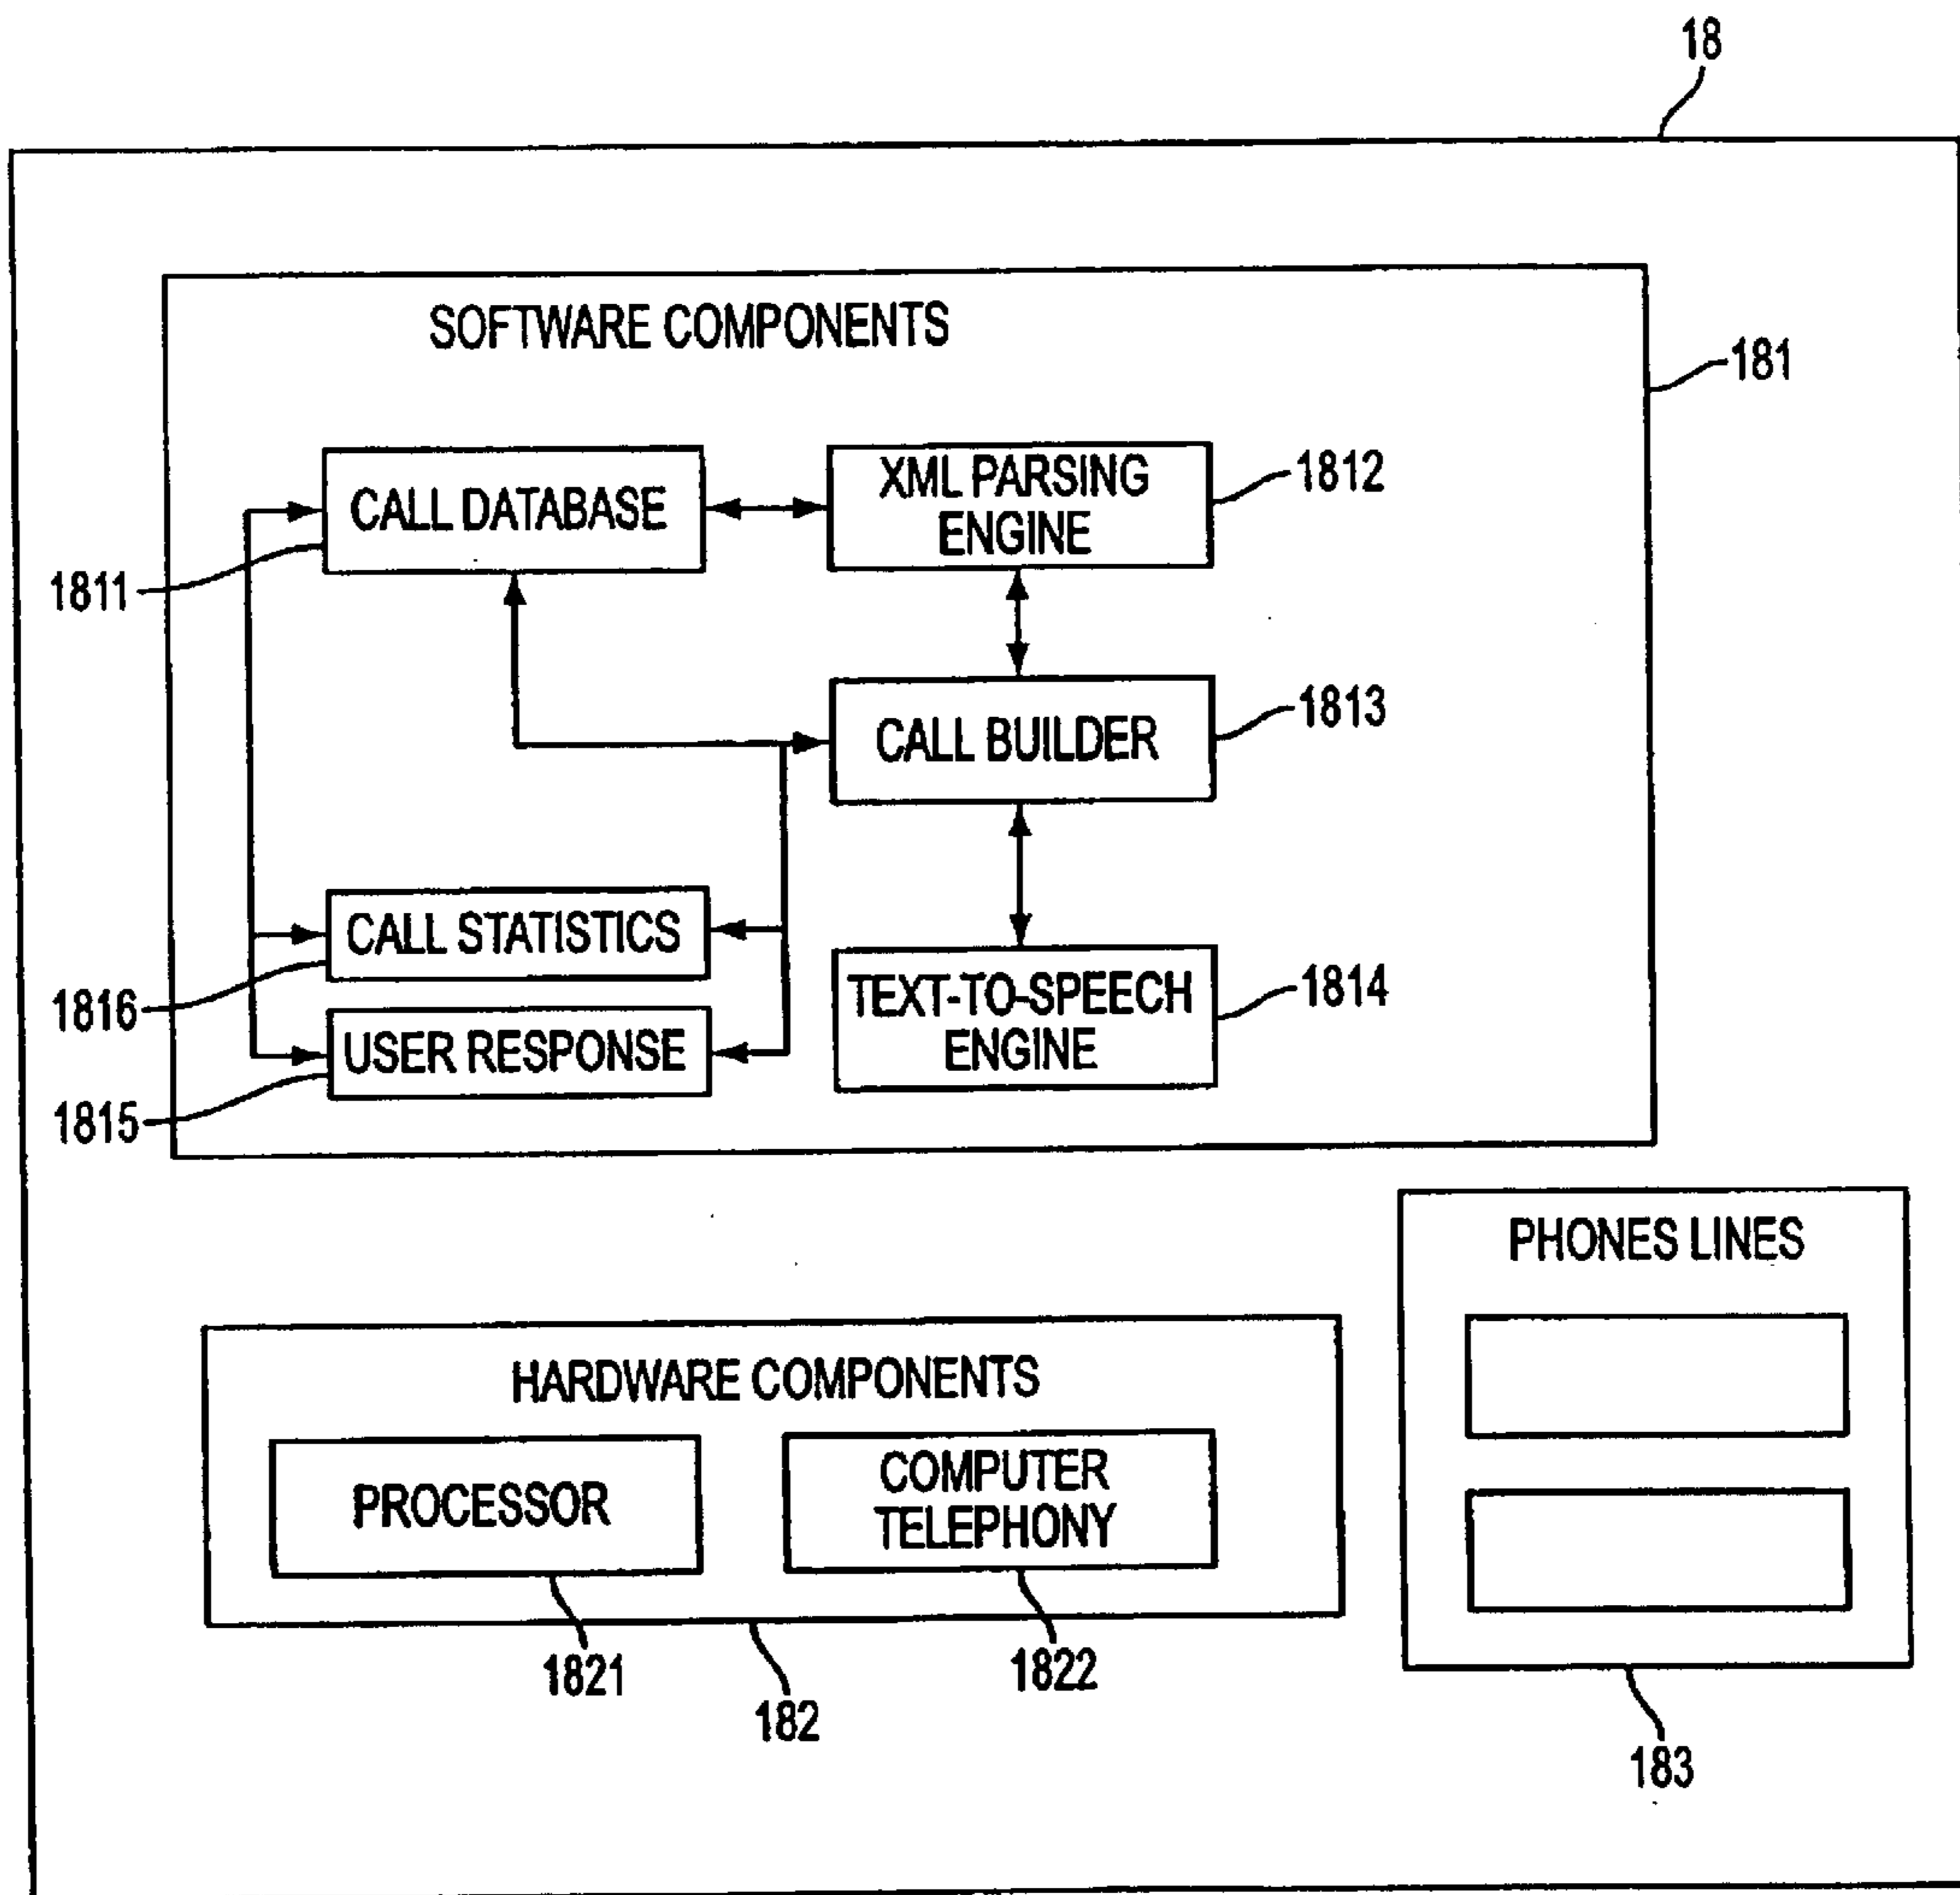 18
SOFTWARE COMPONENTS
181
CALL DATABASE
XML PARSING
ENGINE
1812
1811
CALL BUILDER
1813
CALL STATISTICS
1816
TEXT-TO-SPEECH
ENGINE
1814
USER RESPONSE
1815
PHONES LINES
HARDWARE COMPONENTS
PROCESSOR
COMPUTER
TELEPHONY
1821
1822
182
183